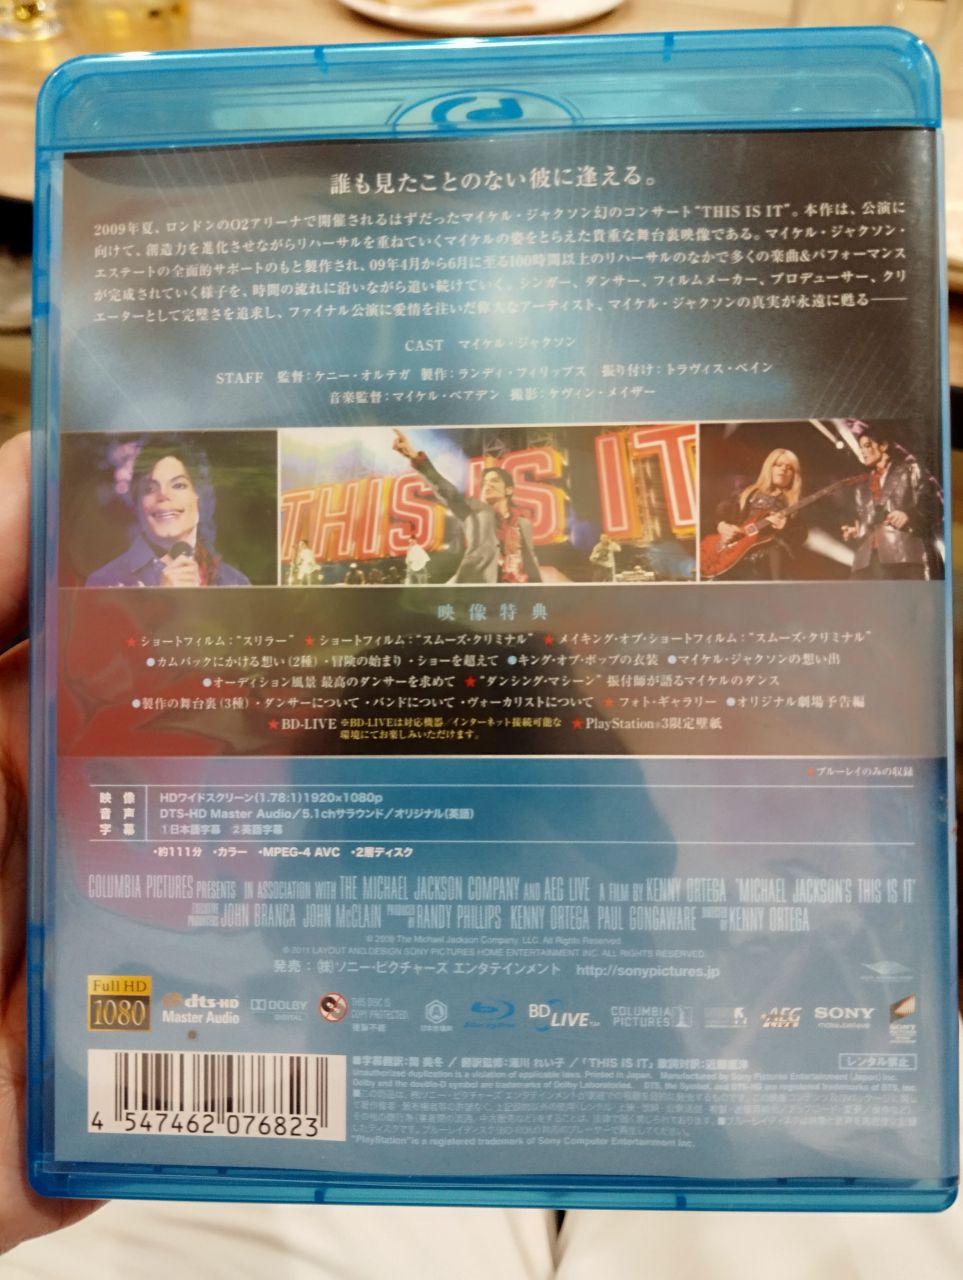 誰も見たことのない彼に逢える。
2009年夏、ロンドンのO2アリーナで開催されるはずだったマイケル・ジャクソン幻のコンサート“THIS IS IT”。本作は、公演に
向けて、創造力を進化させながらリハーサルを重ねていくマイケルの姿をとらえた貴重な舞台裏映像である。マイケル・ジャクソン・
エステートの全面的サポートのもと製作され、09年4月から6月に至る100時間以上のリハーサルのなかで多くの楽曲&パフォーマンス
が完成されていく様子を、時間の流れに沿いながら追い続けていく。シンガー、ダンサー、フィルムメーカー、プロデューサー、クリ
エーターとして完璧さを追求し、ファイナル公演に愛情を注いだ偉大なアーティスト、マイケル・ジャクソンの真実が永遠に甦る――
CAST マイケル・ジャクソン
STAFF 監督：ケニー・オルテガ 製作：ランディ・フィリップス 振り付け：トラヴィス・ペイン
音楽監督：マイケル・ベアデン 撮影：ケヴィン・メイザー
THIS IS IT
映像特典
★ショートフィルム：“スリラー” ★ショートフィルム：“スムーズ・クリミナル” ★メイキング・オブ・ショートフィルム：“スムーズ・クリミナル”
●カムバックにかける想い(2種)・冒険の始まり・ショーを超えて ●キング・オブ・ポップの衣装 ●マイケル・ジャクソンの想い出
●オーディション風景 最高のダンサーを求めて ★“ダンシング・マシーン” 振付師が語るマイケルのダンス
●製作の舞台裏(3種)・ダンサーについて・バンドについて・ヴォーカリストについて ★フォト・ギャラリー ●オリジナル劇場予告編
★BD-LIVE ※BD-LIVEは対応機器／インターネット接続可能な環境にてお楽しみいただけます。 ★PlayStation®3限定壁紙
★ブルーレイのみの収録
映像 HDワイドスクリーン(1.78:1)1920×1080p
音声 DTS-HD Master Audio／5.1chサラウンド／オリジナル(英語)
字幕 1日本語字幕 2英語字幕
・約111分 ・カラー ・MPEG-4 AVC ・2層ディスク
COLUMBIA PICTURES PRESENTS IN ASSOCIATION WITH THE MICHAEL JACKSON COMPANY AND AEG LIVE A FILM BY KENNY ORTEGA "MICHAEL JACKSON'S THIS IS IT"
EXECUTIVE PRODUCERS JOHN BRANCA JOHN McCLAIN PRODUCED BY RANDY PHILLIPS KENNY ORTEGA PAUL GONGAWARE DIRECTED BY KENNY ORTEGA
© 2009 The Michael Jackson Company, LLC. All Rights Reserved.
© 2011 LAYOUT AND DESIGN SONY PICTURES HOME ENTERTAINMENT INC. ALL RIGHTS RESERVED.
発売：(株)ソニー・ピクチャーズ エンタテインメント http://sonypictures.jp
Full HD 1080
dts-HD Master Audio
DOLBY DIGITAL
THIS DISC IS COPY PROTECTED. 複製不能
Blu-ray Disc
BD LIVE™
COLUMBIA PICTURES
AEG
SONY make.believe
SONY PICTURES
レンタル禁止
Unauthorized duplication is a violation of applicable laws. Printed in Japan. Manufactured by Sony Pictures Entertainment (Japan) Inc.
"PlayStation" is a registered trademark of Sony Computer Entertainment Inc.
4 547462 076823